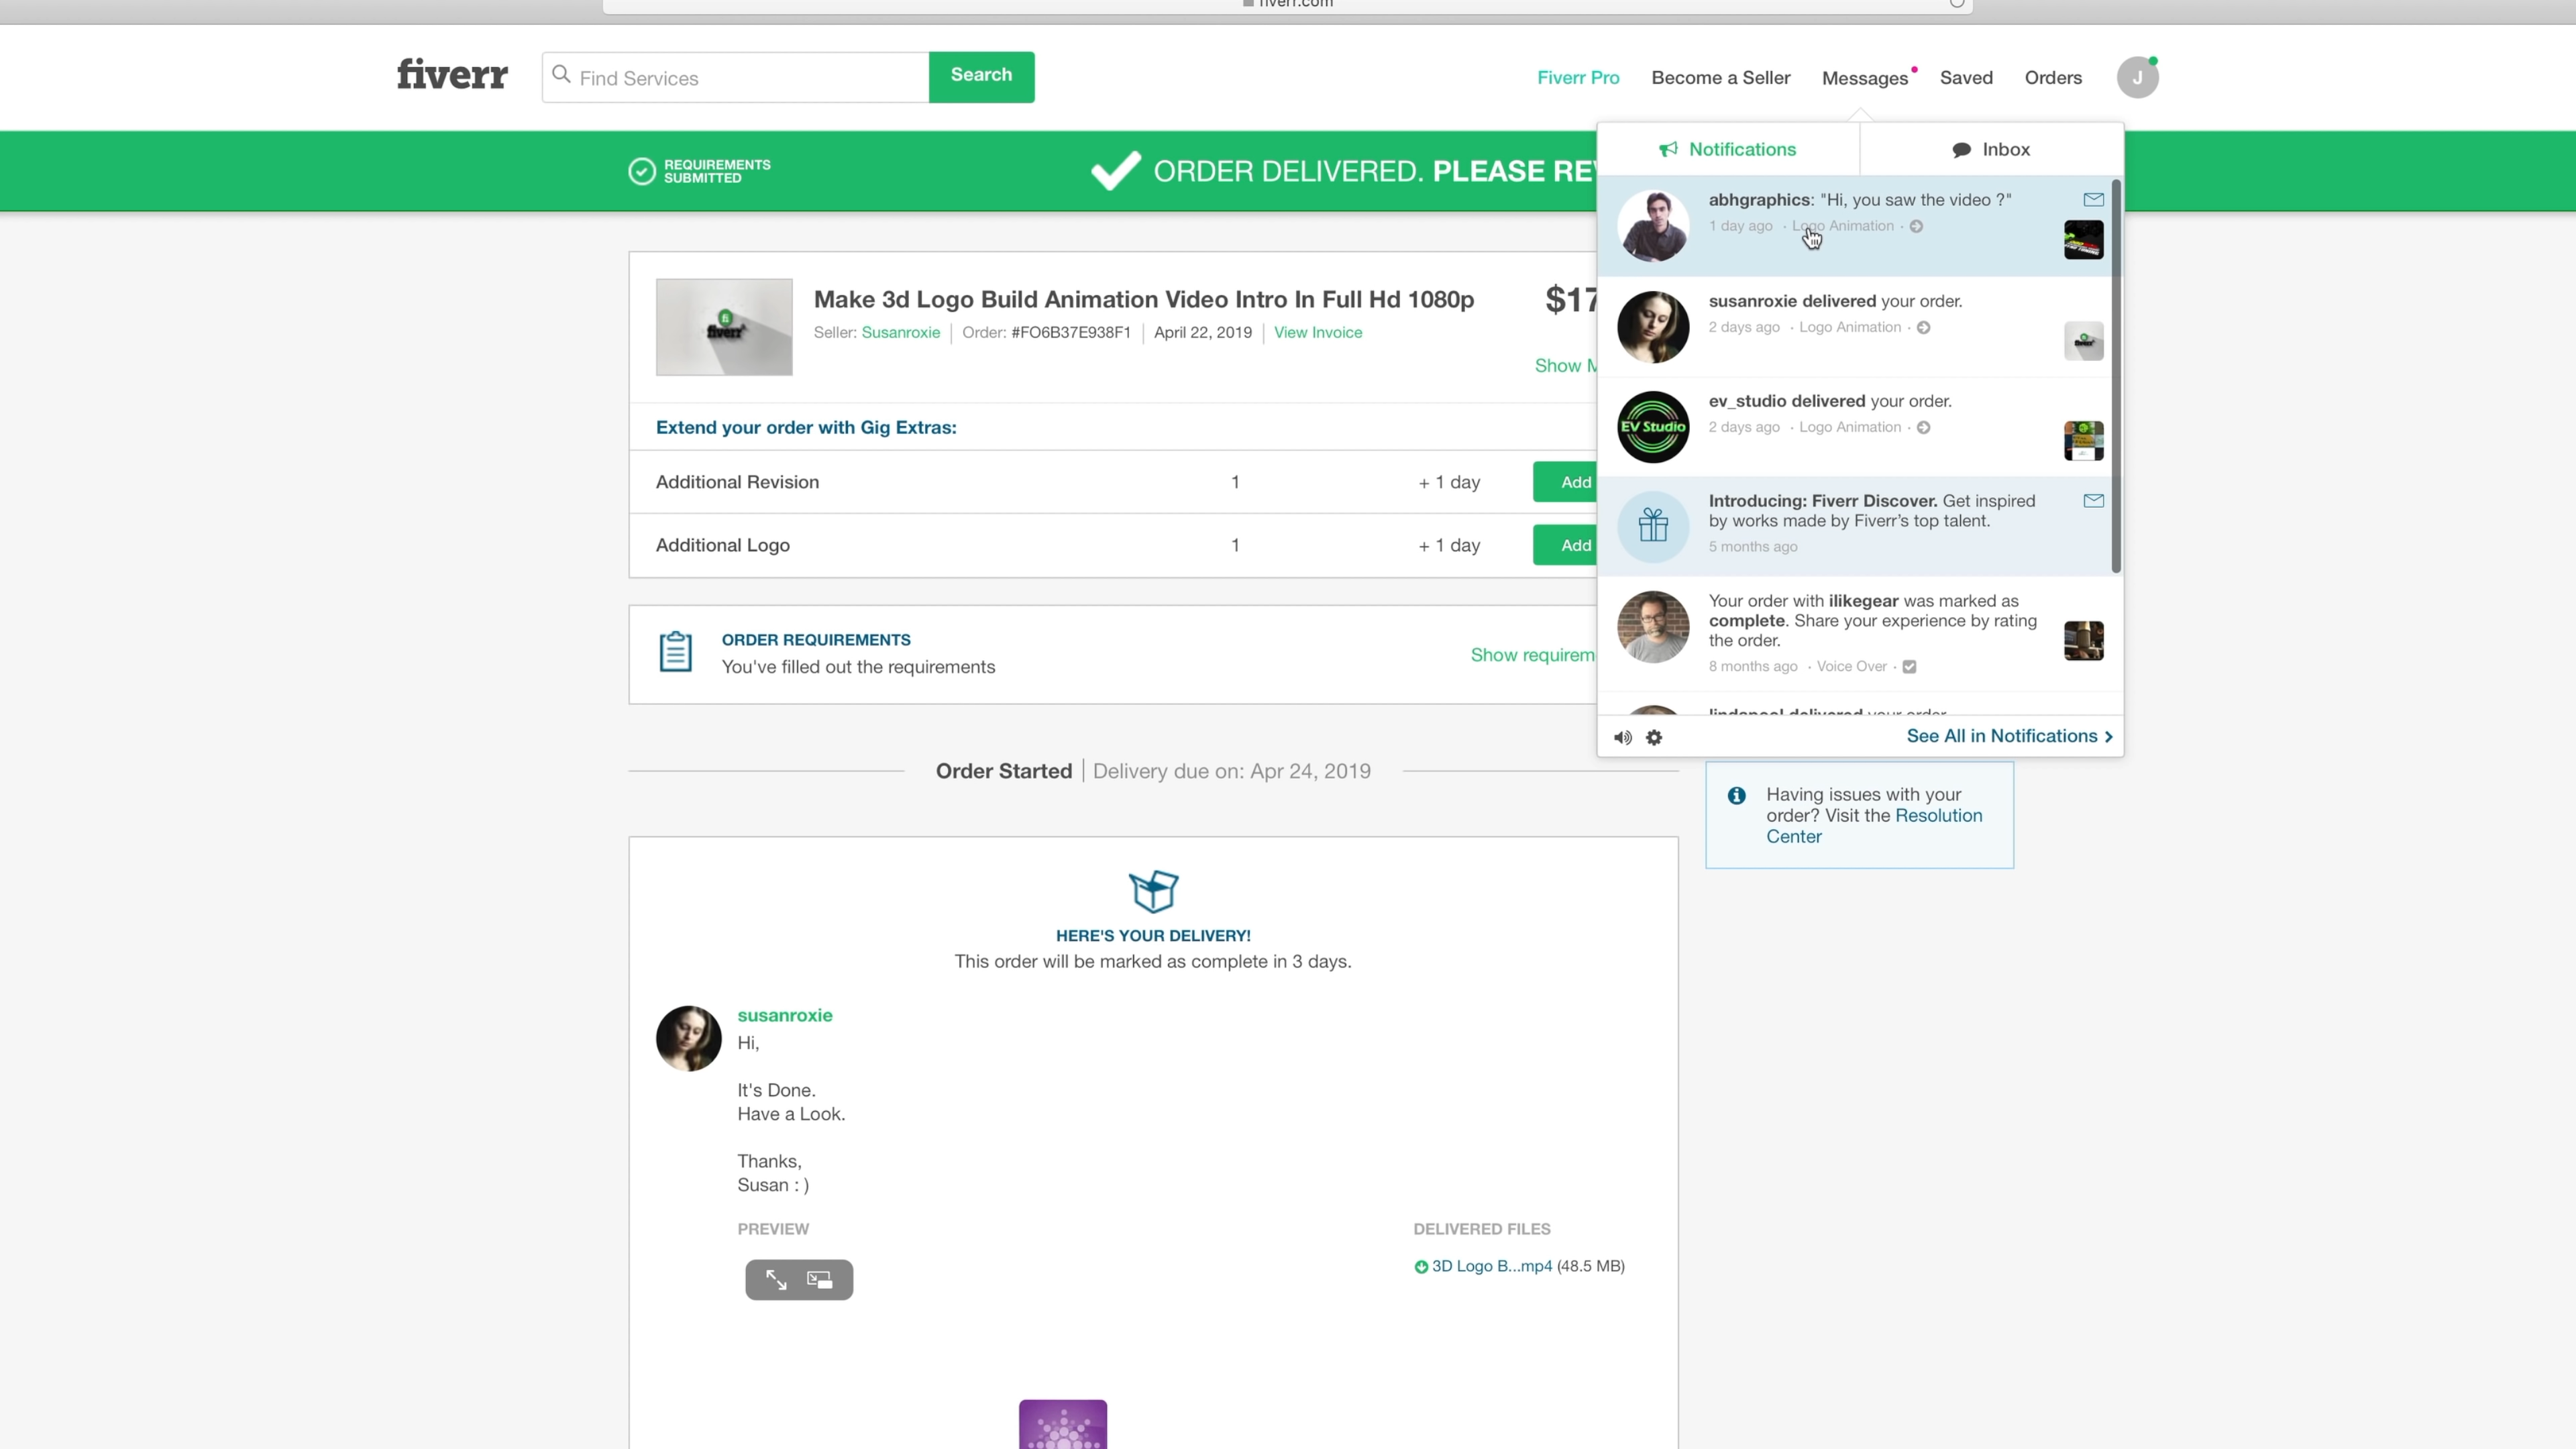 fiverr.com
fiverr
Find Services
Search
Fiverr Pro
Become a Seller
Messages
Saved
Orders
J
REQUIREMENTS
SUBMITTED
ORDER DELIVERED. PLEASE
Notifications
Inbox
abhgraphics: "Hi, you saw the video ?"
1 day ago · Logo Animation ·
susanroxie delivered your order.
2 days ago · Logo Animation ·
EV Studio
ev_studio delivered your order.
2 days ago · Logo Animation ·
Introducing: Fiverr Discover. Get inspired
by works made by Fiverr's top talent.
5 months ago
Your order with ilikegear was marked as
complete. Share your experience by rating
the order.
8 months ago · Voice Over ·
delivered your order
See All in Notifications >
fiverr
Make 3d Logo Build Animation Video Intro In Full Hd 1080p
$17
Seller: Susanroxie | Order: #FO6B37E938F1 | April 22, 2019 | View Invoice
Show
Extend your order with Gig Extras:
Additional Revision 1 + 1 day Add
Additional Logo 1 + 1 day Add
ORDER REQUIREMENTS
You've filled out the requirements
Show
Order Started | Delivery due on: Apr 24, 2019
Having issues with your
order? Visit the Resolution
Center
HERE'S YOUR DELIVERY!
This order will be marked as complete in 3 days.
susanroxie
Hi,
It's Done.
Have a Look.
Thanks,
Susan : )
PREVIEW
DELIVERED FILES
3D Logo B...mp4 (48.5 MB)